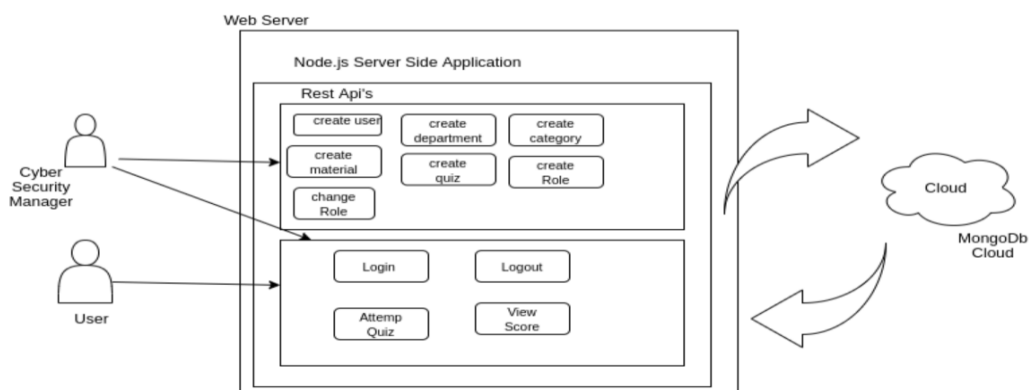 Web Server
Node.js Server Side Application
Rest Api's
create user
create
department
create
category
create
material
create
quiz
create
Role
change
Role
Cyber
Security
Manager
Login
Logout
Attemp
Quiz
View
Score
User
Cloud
MongoDb
Cloud